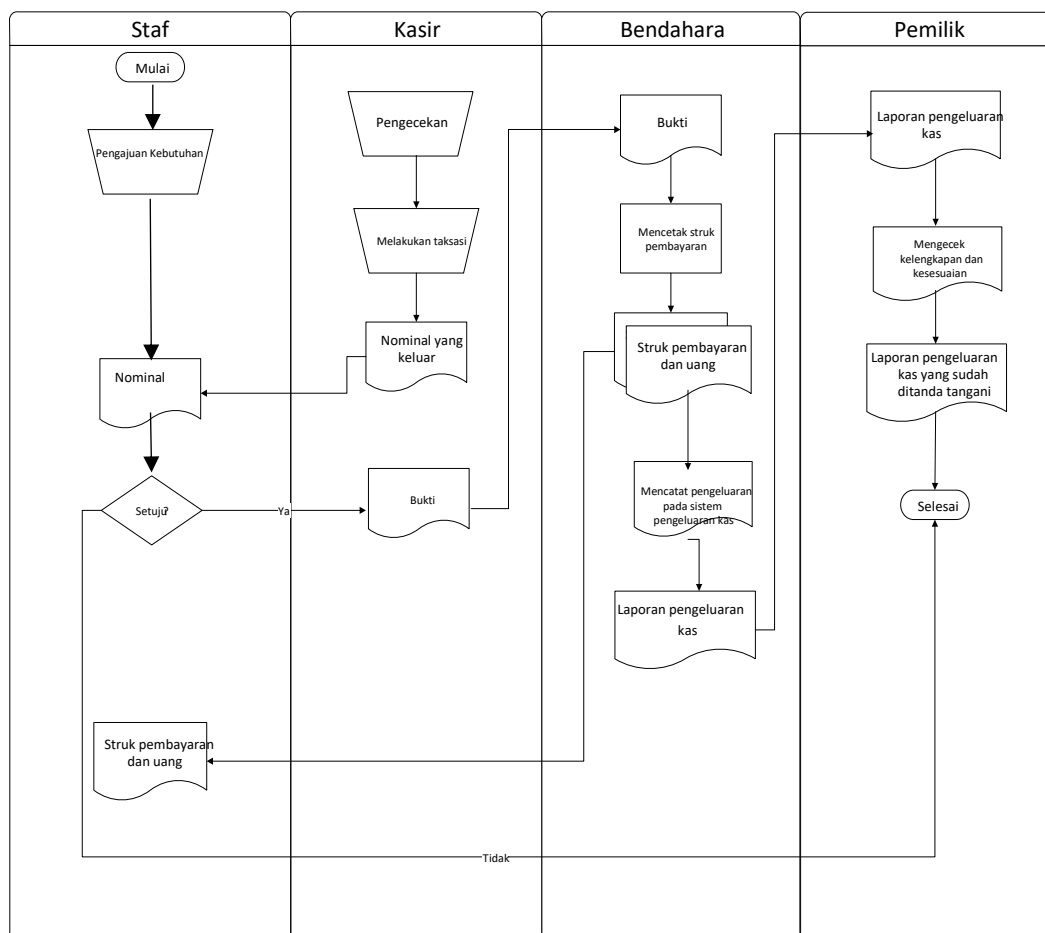 Staf
Kasir
Bendahara
Pemilik
Mulai
Pengajuan Kebutuhan
Nominal
Setuju?
Struk pembayaran
dan uang
Pengecekan
Melakukan taksasi
Nominal yang
keluar
Ya
Bukti
Bukti
Mencetak struk
pembayaran
Struk pembayaran
dan uang
Mencatat pengeluaran
pada sistem
pengeluaran kas
Laporan pengeluaran
kas
Laporan pengeluaran
kas
Mengecek
kelengkapan dan
kesesuaian
Laporan pengeluaran
kas yang sudah
ditanda tangani
Selesai
Tidak